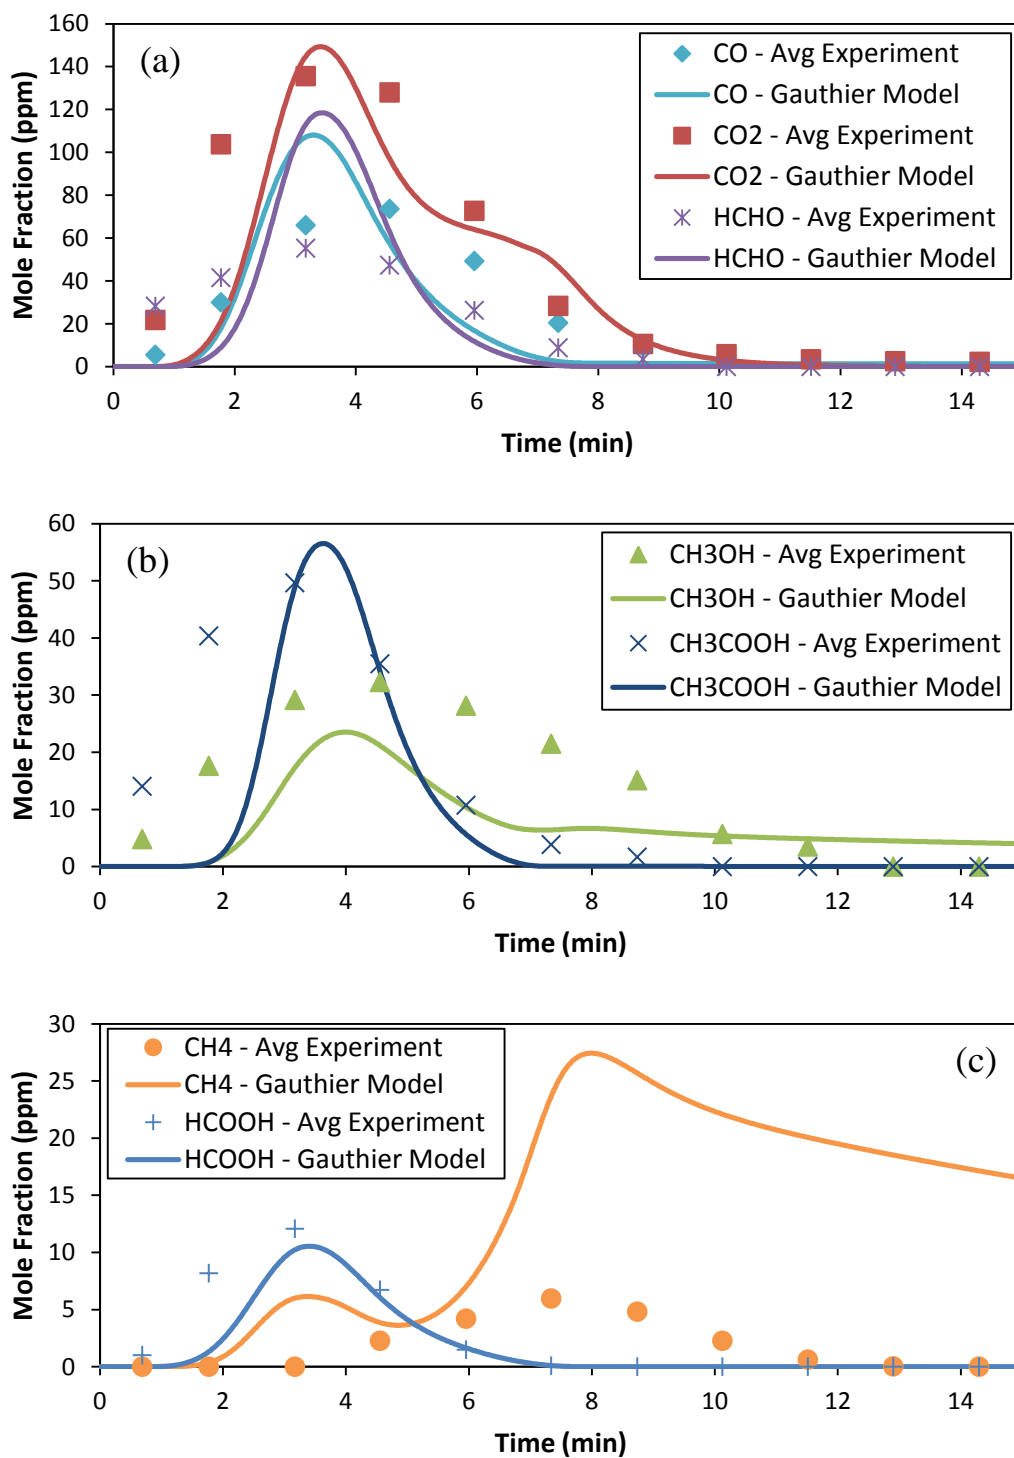 (a)
160
140
120
100
80
60
40
20
0
Mole Fraction (ppm)
CO - Avg Experiment
CO - Gauthier Model
CO2 - Avg Experiment
CO2 - Gauthier Model
HCHO - Avg Experiment
HCHO - Gauthier Model
0 2 4 6 8 10 12 14
Time (min)
(b)
60
50
40
30
20
10
0
Mole Fraction (ppm)
CH3OH - Avg Experiment
CH3OH - Gauthier Model
CH3COOH - Avg Experiment
CH3COOH - Gauthier Model
0 2 4 6 8 10 12 14
Time (min)
(c)
30
25
20
15
10
5
0
Mole Fraction (ppm)
CH4 - Avg Experiment
CH4 - Gauthier Model
HCOOH - Avg Experiment
HCOOH - Gauthier Model
0 2 4 6 8 10 12 14
Time (min)